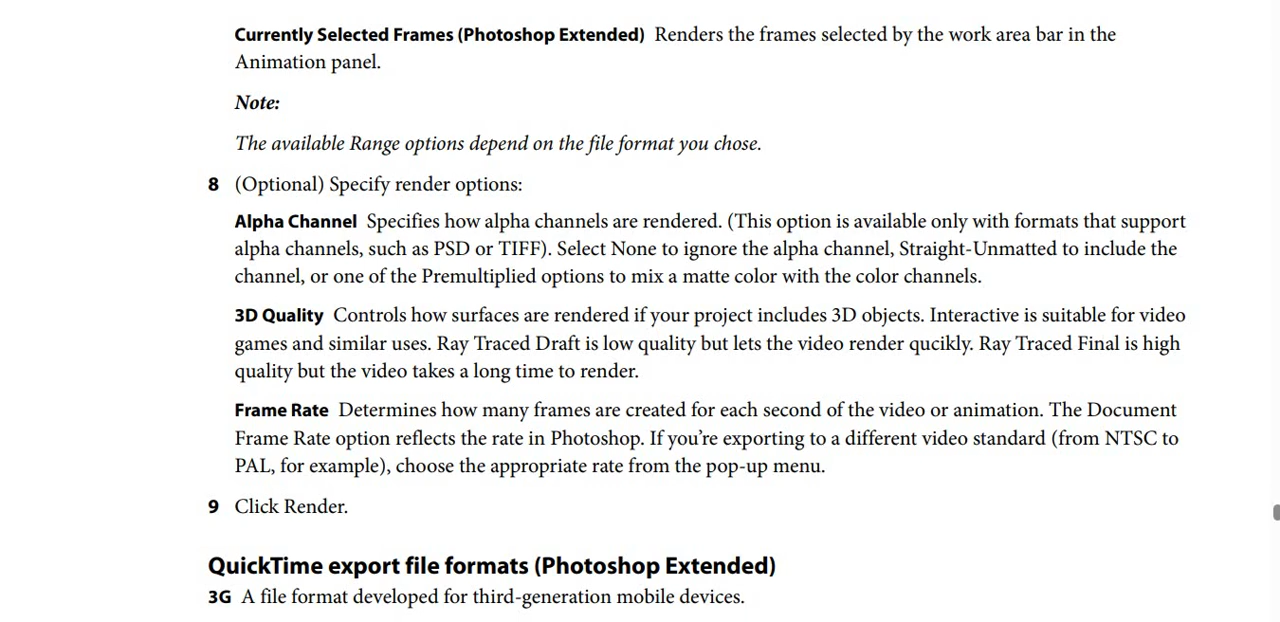 Currently Selected Frames (Photoshop Extended) Renders the frames selected by the work area bar in the
Animation panel.
Note:
The available Range options depend on the file format you chose.
8 (Optional) Specify render options:
Alpha Channel Specifies how alpha channels are rendered. (This option is available only with formats that support
alpha channels, such as PSD or TIFF). Select None to ignore the alpha channel, Straight-Unmatted to include the
channel, or one of the Premultiplied options to mix a matte color with the color channels.
3D Quality Controls how surfaces are rendered if your project includes 3D objects. Interactive is suitable for video
games and similar uses. Ray Traced Draft is low quality but lets the video render qucikly. Ray Traced Final is high
quality but the video takes a long time to render.
Frame Rate Determines how many frames are created for each second of the video or animation. The Document
Frame Rate option reflects the rate in Photoshop. If you’re exporting to a different video standard (from NTSC to
PAL, for example), choose the appropriate rate from the pop-up menu.
9 Click Render.
QuickTime export file formats (Photoshop Extended)
3G A file format developed for third-generation mobile devices.